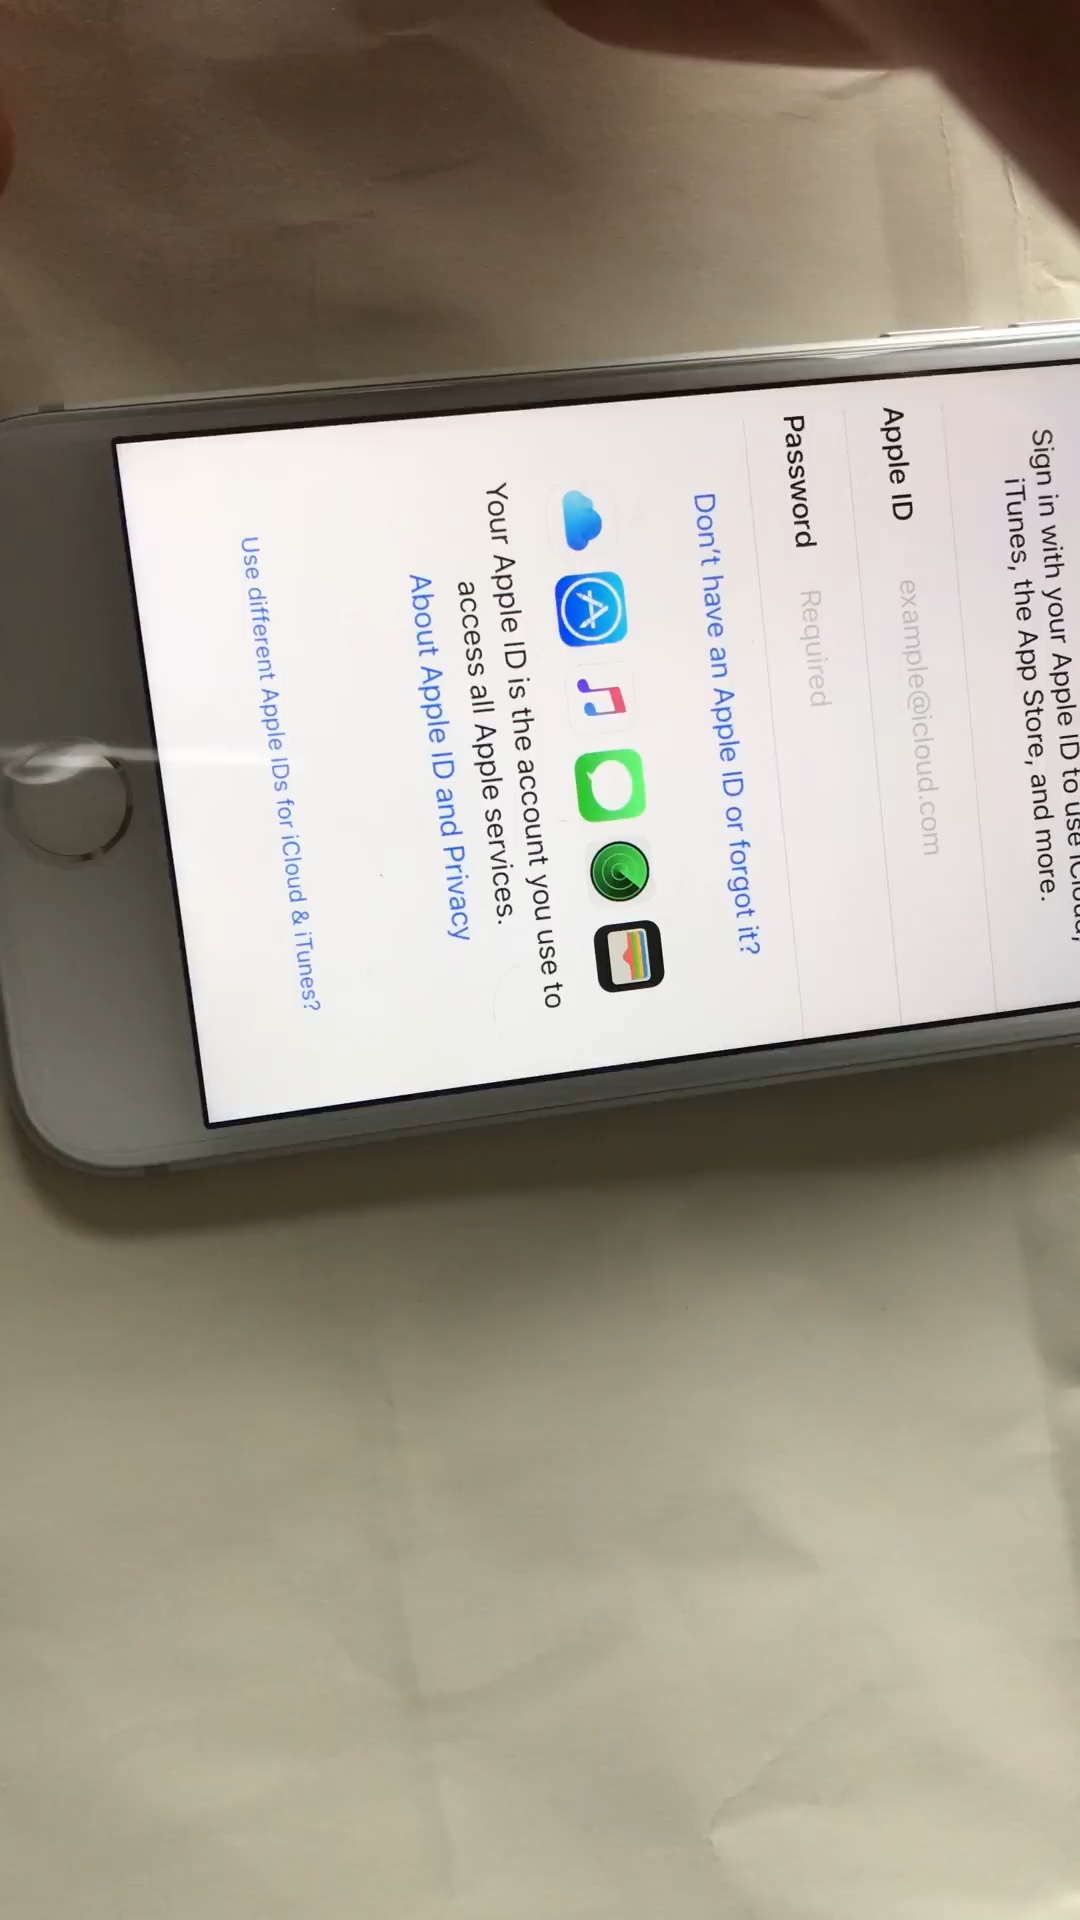 Sign in with your Apple ID to use iCloud,
iTunes, the App Store, and more.
Apple ID example@icloud.com
Password Required
Don't have an Apple ID or forgot it?
Your Apple ID is the account you use to
access all Apple services.
About Apple ID and Privacy
Use different Apple IDs for iCloud & iTunes?